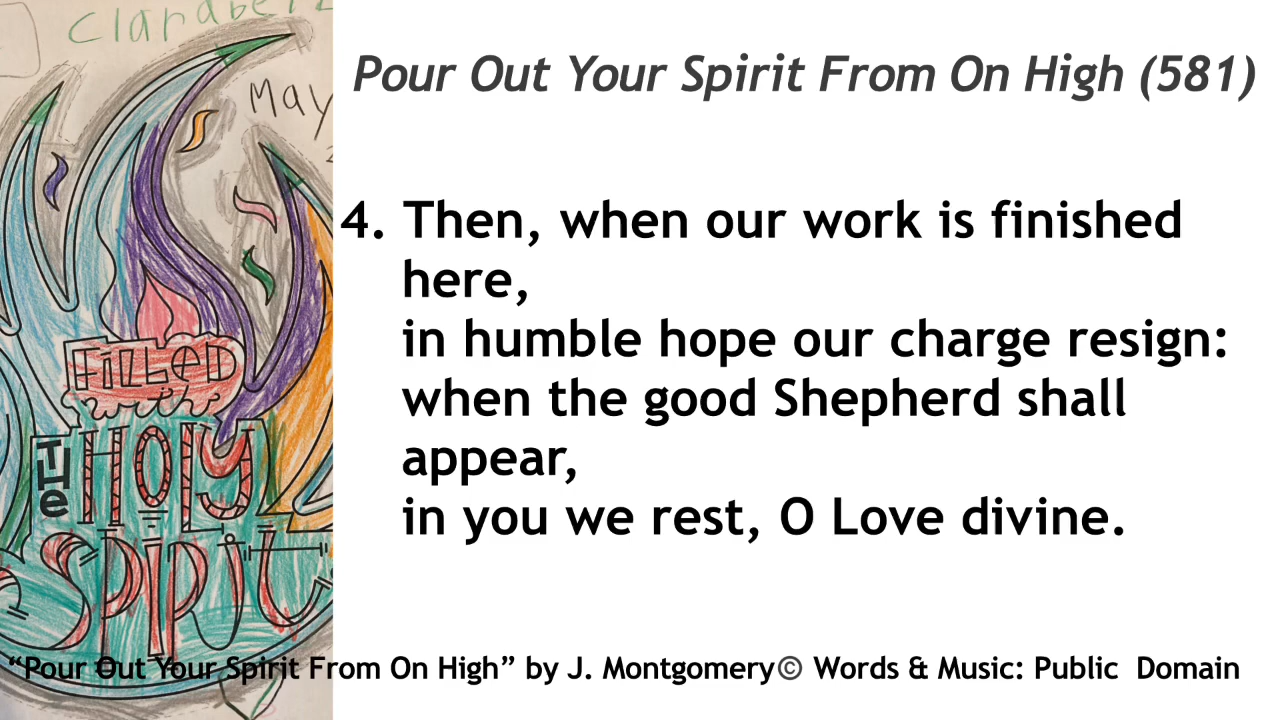 Pour Out Your Spirit From On High (581)
4. Then, when our work is finished
here,
in humble hope our charge resign:
when the good Shepherd shall
appear,
in you we rest, O Love divine.
May
FILLED
THE HOLY
SPIRIT
“Pour Out Your Spirit From On High” by J. Montgomery© Words & Music: Public Domain